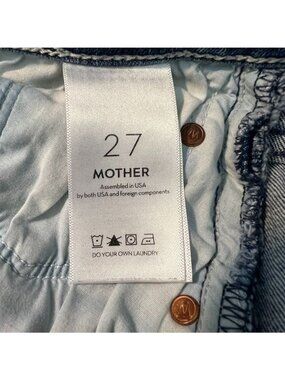 27
MOTHER
Assembled in USA
by both USA and foreign components
DO YOUR OWN LAUNDRY
M
M